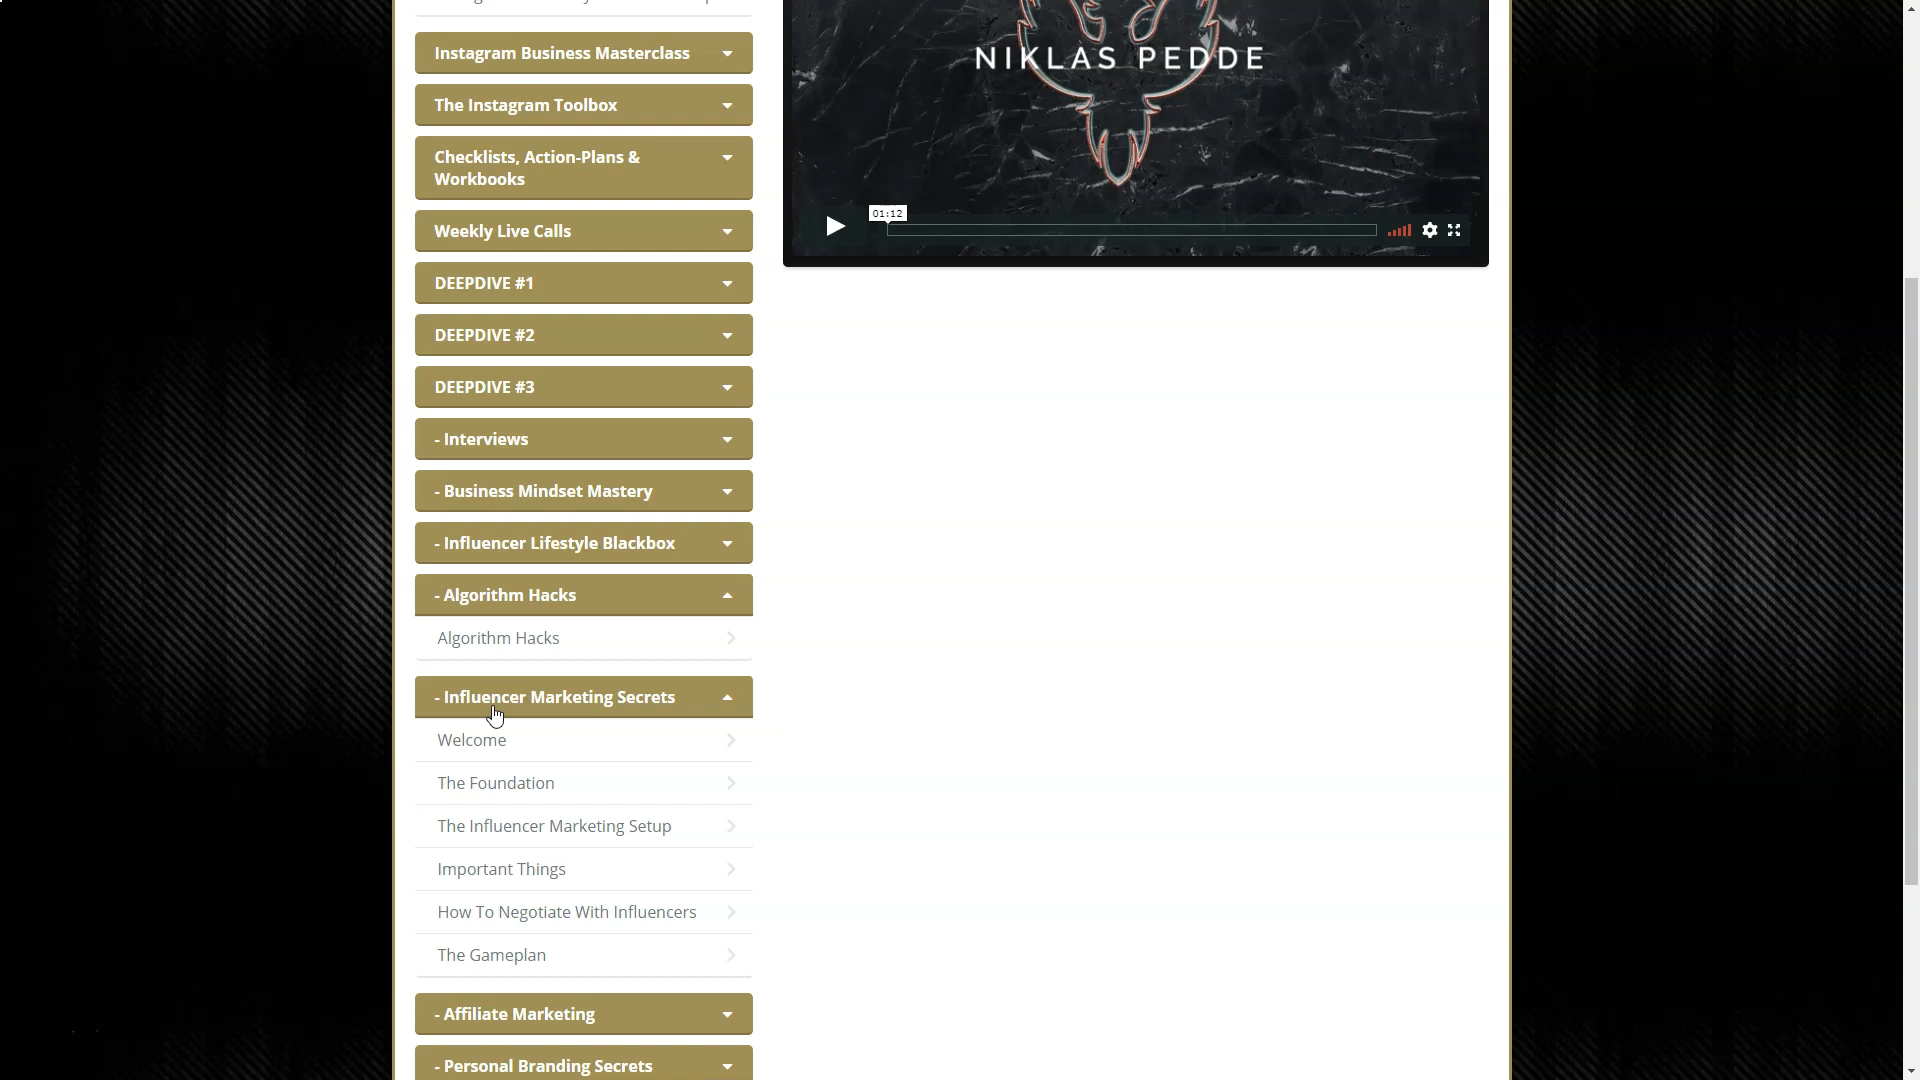 Instagram Business Masterclass
The Instagram Toolbox
Checklists, Action-Plans &
Workbooks
Weekly Live Calls
DEEPDIVE #1
DEEPDIVE #2
DEEPDIVE #3
- Interviews
- Business Mindset Mastery
- Influencer Lifestyle Blackbox
- Algorithm Hacks
Algorithm Hacks
- Influencer Marketing Secrets
Welcome
The Foundation
The Influencer Marketing Setup
Important Things
How To Negotiate With Influencers
The Gameplan
- Affiliate Marketing
- Personal Branding Secrets
NIKLAS PEDDE
01:12